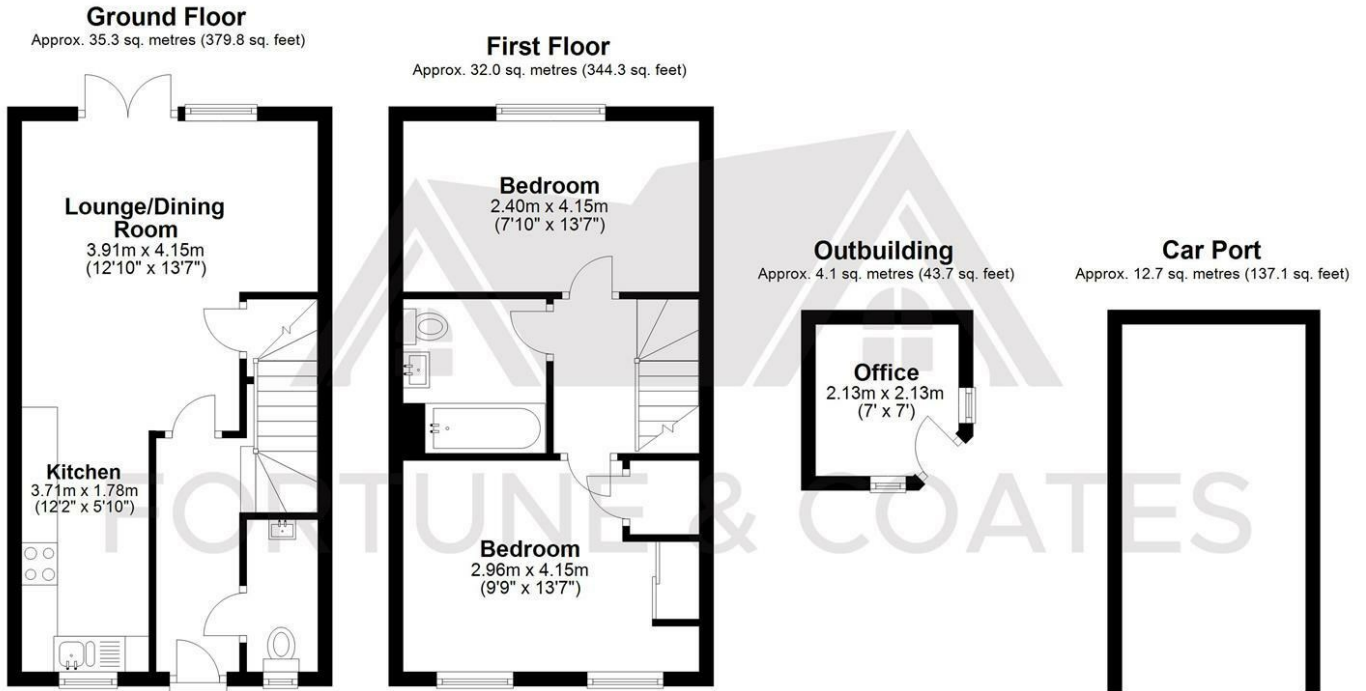 Ground Floor
Approx. 35.3 sq. metres (379.8 sq. feet)
Lounge/Dining
Room
3.91m x 4.15m
(12'10" x 13'7")
Kitchen
3.71m x 1.78m
(12'2" x 5'10")
First Floor
Approx. 32.0 sq. metres (344.3 sq. feet)
Bedroom
2.40m x 4.15m
(7'10" x 13'7")
Bedroom
2.96m x 4.15m
(9'9" x 13'7")
Outbuilding
Approx. 4.1 sq. metres (43.7 sq. feet)
Office
2.13m x 2.13m
(7' x 7')
Car Port
Approx. 12.7 sq. metres (137.1 sq. feet)
FORTUNE & COATES